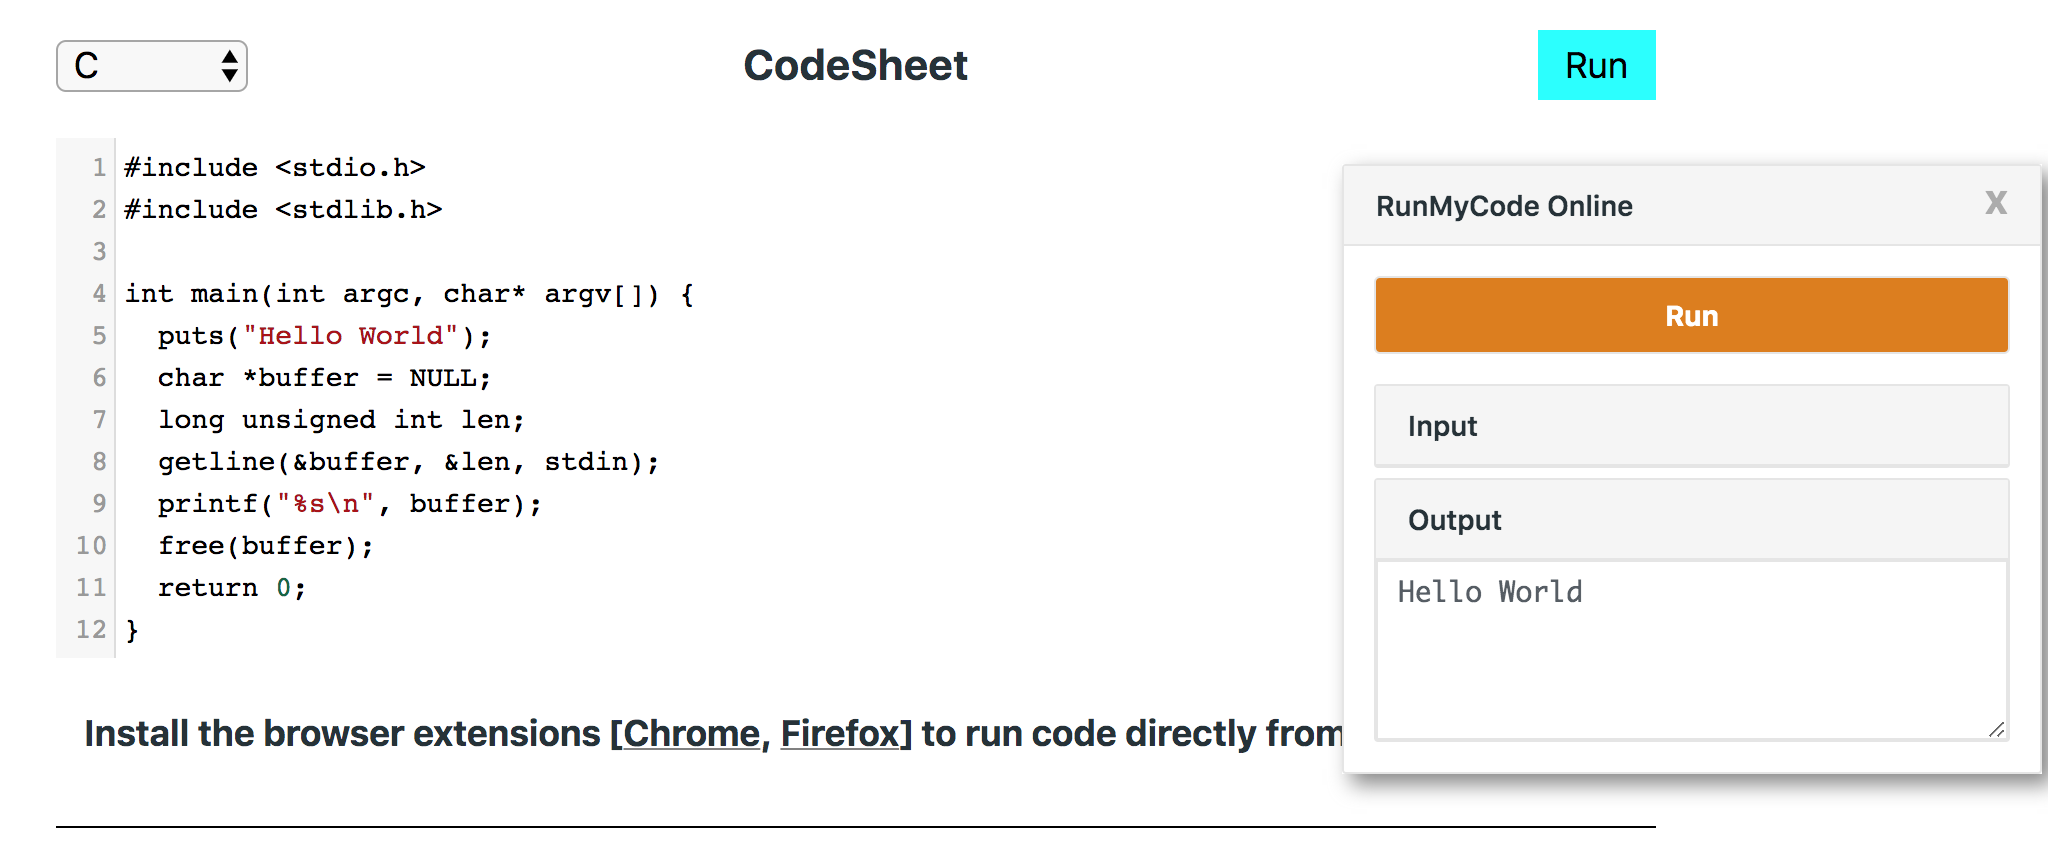 C
CodeSheet
Run
1 #include <stdio.h>
2 #include <stdlib.h>
3
4 int main(int argc, char* argv[]) {
5   puts("Hello World");
6   char *buffer = NULL;
7   long unsigned int len;
8   getline(&buffer, &len, stdin);
9   printf("%s\n", buffer);
10   free(buffer);
11   return 0;
12 }
RunMyCode Online
X
Run
Input
Output
Hello World
Install the browser extensions [Chrome, Firefox] to run code directly from